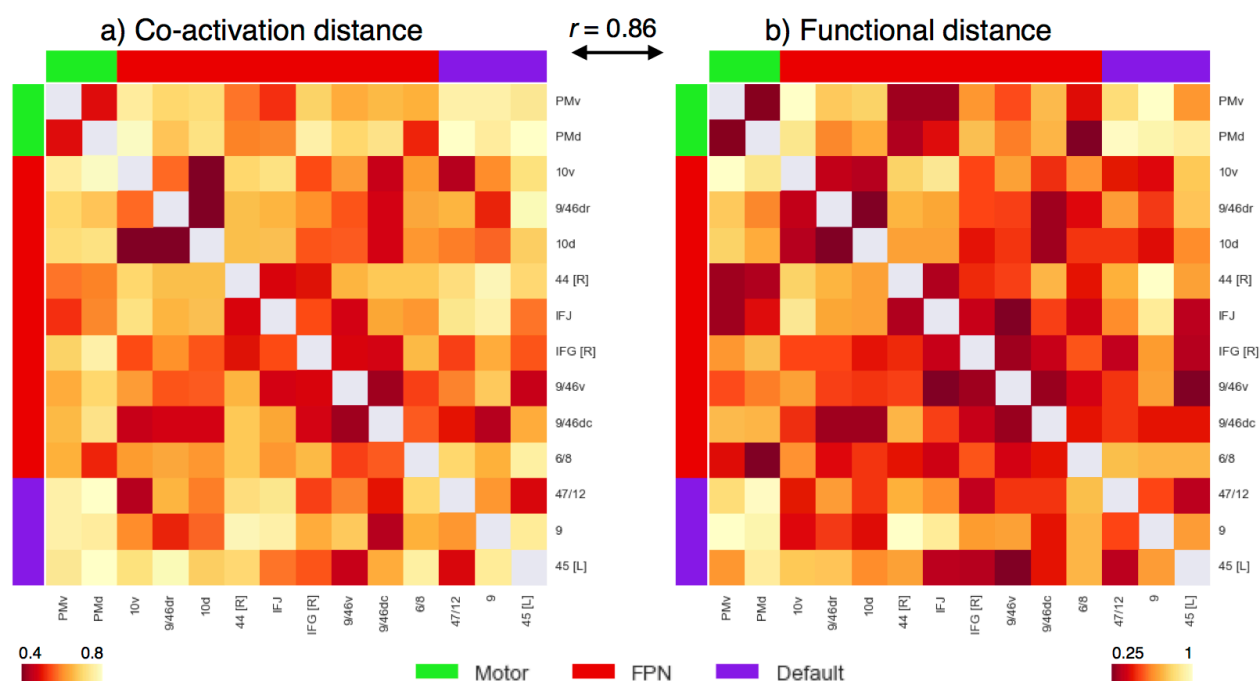 a) Co-activation distance
r = 0.86
b) Functional distance
PMv
PMd
10v
9/46dr
10d
44 [R]
IFJ
IFG [R]
9/46v
9/46dc
6/8
47/12
9
45 [L]
PMv
PMd
10v
9/46dr
10d
44 [R]
IFJ
IFG [R]
9/46v
9/46dc
6/8
47/12
9
45 [L]
PMv
PMd
10v
9/46dr
10d
44 [R]
IFJ
IFG [R]
9/46v
9/46dc
6/8
47/12
9
45 [L]
PMv
PMd
10v
9/46dr
10d
44 [R]
IFJ
IFG [R]
9/46v
9/46dc
6/8
47/12
9
45 [L]
0.4 0.8
Motor
FPN
Default
0.25 1